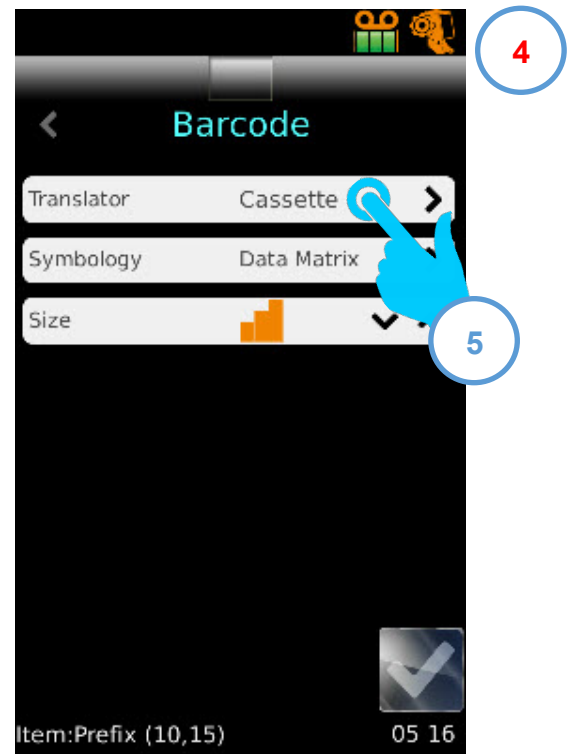 4
Barcode
Translator Cassette
Symbology Data Matrix
Size
5
Item:Prefix (10,15) 05 16